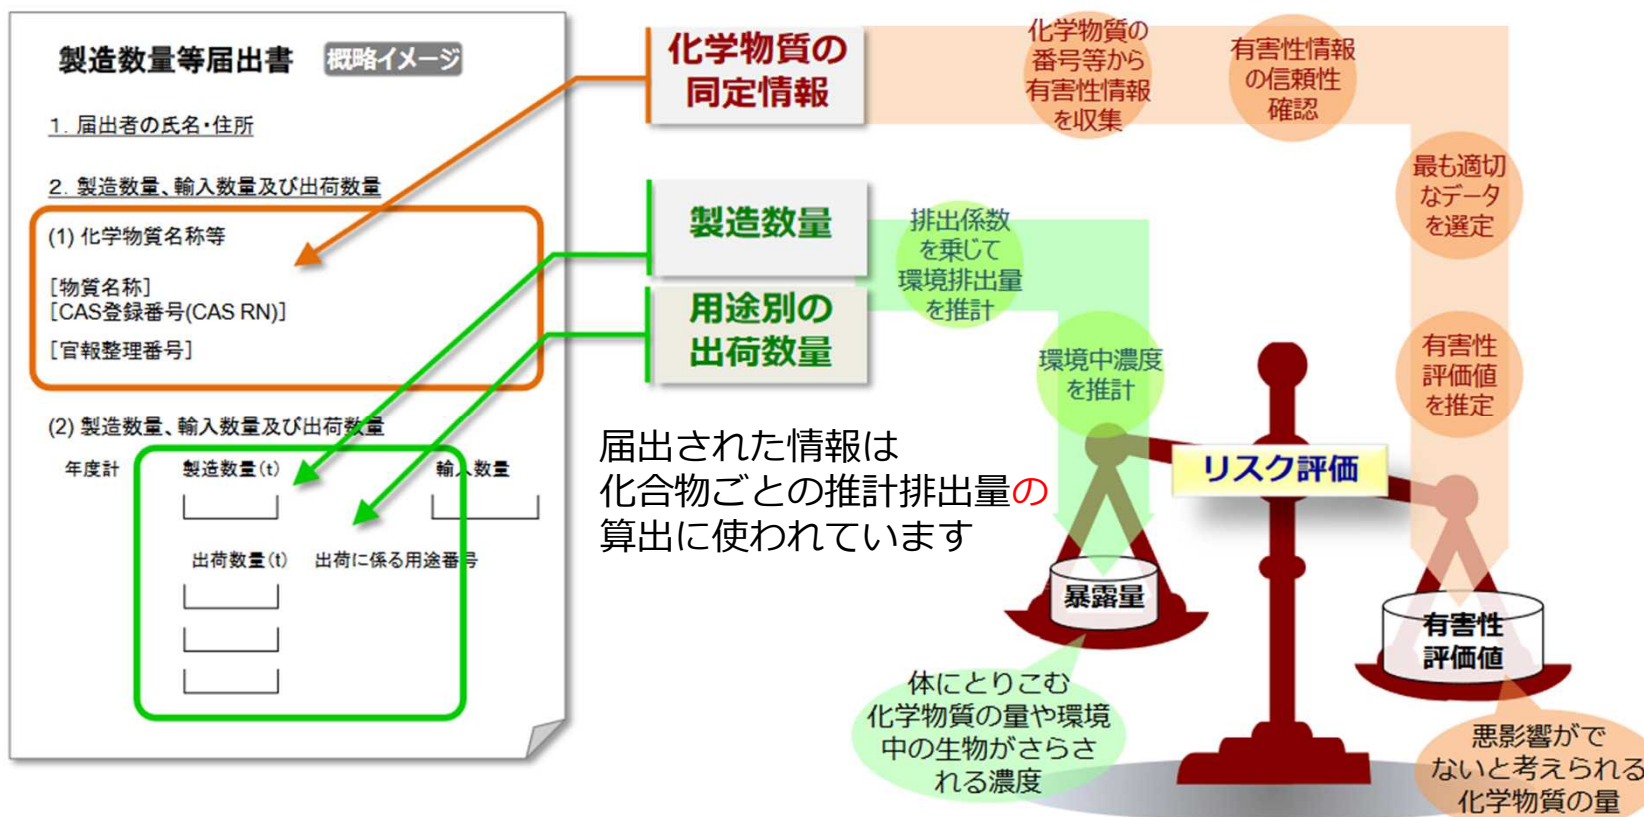 製造数量等届出書 概略イメージ
1. 届出者の氏名・住所
2. 製造数量、輸入数量及び出荷数量
(1) 化学物質名称等
[物質名称]
[CAS登録番号(CAS RN)]
[官報整理番号]
(2) 製造数量、輸入数量及び出荷数量
年度計 製造数量(t) 輸入数量
出荷数量(t) 出荷に係る用途番号
化学物質の
同定情報
製造数量
用途別の
出荷数量
届出された情報は
化合物ごとの推計排出量の
算出に使われています
化学物質の
番号等から
有害性情報
を収集
有害性情報
の信頼性
確認
最も適切
なデータ
を選定
有害性
評価値
を推定
排出係数
を乗じて
環境排出量
を推計
環境中濃度
を推計
リスク評価
暴露量
有害性
評価値
体にとりこむ
化学物質の量や環境
中の生物がさらさ
れる濃度
悪影響がで
ないと考えられる
化学物質の量